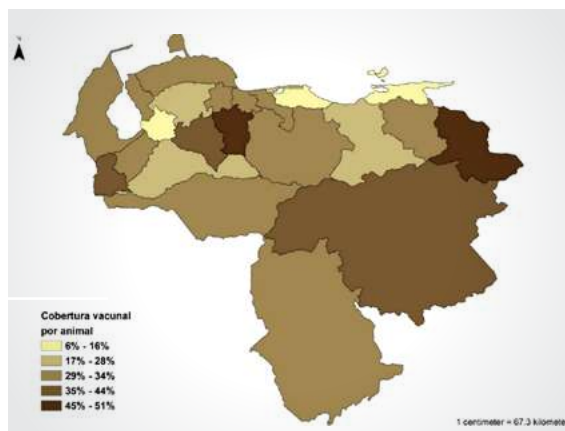 Cobertura vacunal
por animal
6% - 16%
17% - 28%
29% - 34%
35% - 44%
45% - 51%
1 centimeter = 67.3 kilomete